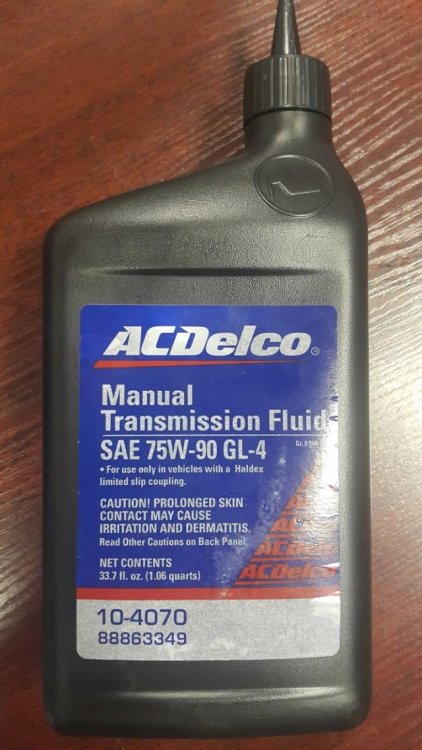 ACDelco®
Manual
Transmission Fluid
SAE 75W-90 GL-4
• For use only in vehicles with a Haldex
limited slip coupling.
CAUTION! PROLONGED SKIN
CONTACT MAY CAUSE
IRRITATION AND DERMATITIS.
Read Other Cautions on Back Panel
NET CONTENTS
33.7 fl. oz. (1.06 quarts)
ACDelco
10-4070
88863349